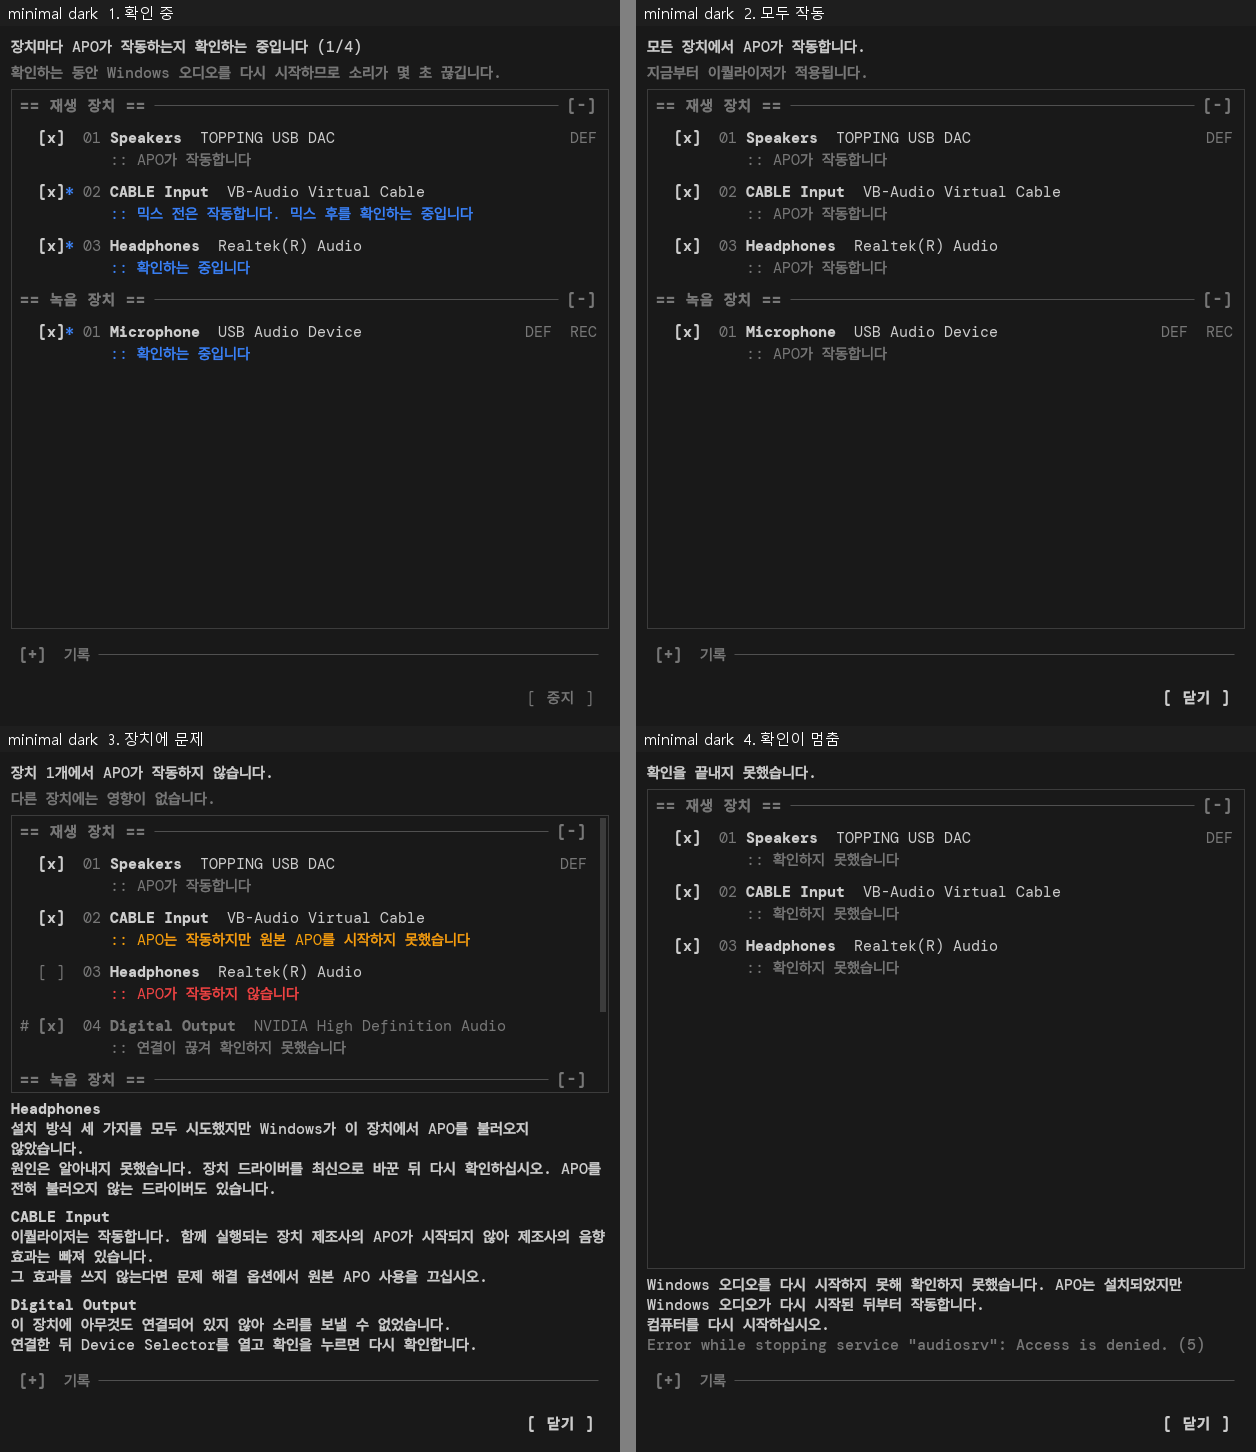 minimal dark 1. 확인 중
장치마다 APO가 작동하는지 확인하는 중입니다 (1/4)
확인하는 동안 Windows 오디오를 다시 시작하므로 소리가 몇 초 끊깁니다.
== 재생 장치 == [-]
[x] 01 Speakers TOPPING USB DAC DEF
:: APO가 작동합니다
[x]* 02 CABLE Input VB-Audio Virtual Cable
:: 믹스 전은 작동합니다. 믹스 후를 확인하는 중입니다
[x]* 03 Headphones Realtek(R) Audio
:: 확인하는 중입니다
== 녹음 장치 == [-]
[x]* 01 Microphone USB Audio Device DEF REC
:: 확인하는 중입니다
[+] 기록
[ 중지 ]
minimal dark 2. 모두 작동
모든 장치에서 APO가 작동합니다.
지금부터 이퀄라이저가 적용됩니다.
== 재생 장치 == [-]
[x] 01 Speakers TOPPING USB DAC DEF
:: APO가 작동합니다
[x] 02 CABLE Input VB-Audio Virtual Cable
:: APO가 작동합니다
[x] 03 Headphones Realtek(R) Audio
:: APO가 작동합니다
== 녹음 장치 == [-]
[x] 01 Microphone USB Audio Device DEF REC
:: APO가 작동합니다
[+] 기록
[ 닫기 ]
minimal dark 3. 장치에 문제
장치 1개에서 APO가 작동하지 않습니다.
다른 장치에는 영향이 없습니다.
== 재생 장치 == [-]
[x] 01 Speakers TOPPING USB DAC DEF
:: APO가 작동합니다
[x] 02 CABLE Input VB-Audio Virtual Cable
:: APO는 작동하지만 원본 APO를 시작하지 못했습니다
[ ] 03 Headphones Realtek(R) Audio
:: APO가 작동하지 않습니다
# [x] 04 Digital Output NVIDIA High Definition Audio
:: 연결이 끊겨 확인하지 못했습니다
== 녹음 장치 == [-]
Headphones
설치 방식 세 가지를 모두 시도했지만 Windows가 이 장치에서 APO를 불러오지
않았습니다.
원인은 알아내지 못했습니다. 장치 드라이버를 최신으로 바꾼 뒤 다시 확인하십시오. APO를
전혀 불러오지 않는 드라이버도 있습니다.
CABLE Input
이퀄라이저는 작동합니다. 함께 실행되는 장치 제조사의 APO가 시작되지 않아 제조사의 음향
효과는 빠져 있습니다.
그 효과를 쓰지 않는다면 문제 해결 옵션에서 원본 APO 사용을 끄십시오.
Digital Output
이 장치에 아무것도 연결되어 있지 않아 소리를 보낼 수 없었습니다.
연결한 뒤 Device Selector를 열고 확인을 누르면 다시 확인합니다.
[+] 기록
[ 닫기 ]
minimal dark 4. 확인이 멈춤
확인을 끝내지 못했습니다.
== 재생 장치 == [-]
[x] 01 Speakers TOPPING USB DAC DEF
:: 확인하지 못했습니다
[x] 02 CABLE Input VB-Audio Virtual Cable
:: 확인하지 못했습니다
[x] 03 Headphones Realtek(R) Audio
:: 확인하지 못했습니다
Windows 오디오를 다시 시작하지 못해 확인하지 못했습니다. APO는 설치되었지만
Windows 오디오가 다시 시작된 뒤부터 작동합니다.
컴퓨터를 다시 시작하십시오.
Error while stopping service "audiosrv": Access is denied. (5)
[+] 기록
[ 닫기 ]